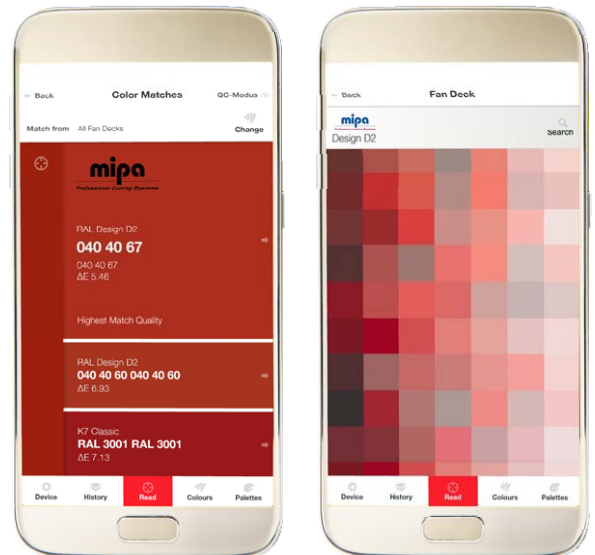 Back
Color Matches
QC-Modus
Match from All Fan Decks
Change
mipa
Professional Coating Systems
RAL Design D2
040 40 67
040 40 67
ΔE 5.46
Highest Match Quality
RAL Design D2
040 40 60 040 40 60
ΔE 6.93
K7 Classic
RAL 3001 RAL 3001
ΔE 7.13
Device
History
Read
Colours
Palettes
Back
Fan Deck
mipa
Professional Coating Systems
Design D2
Search
Device
History
Read
Colours
Palettes